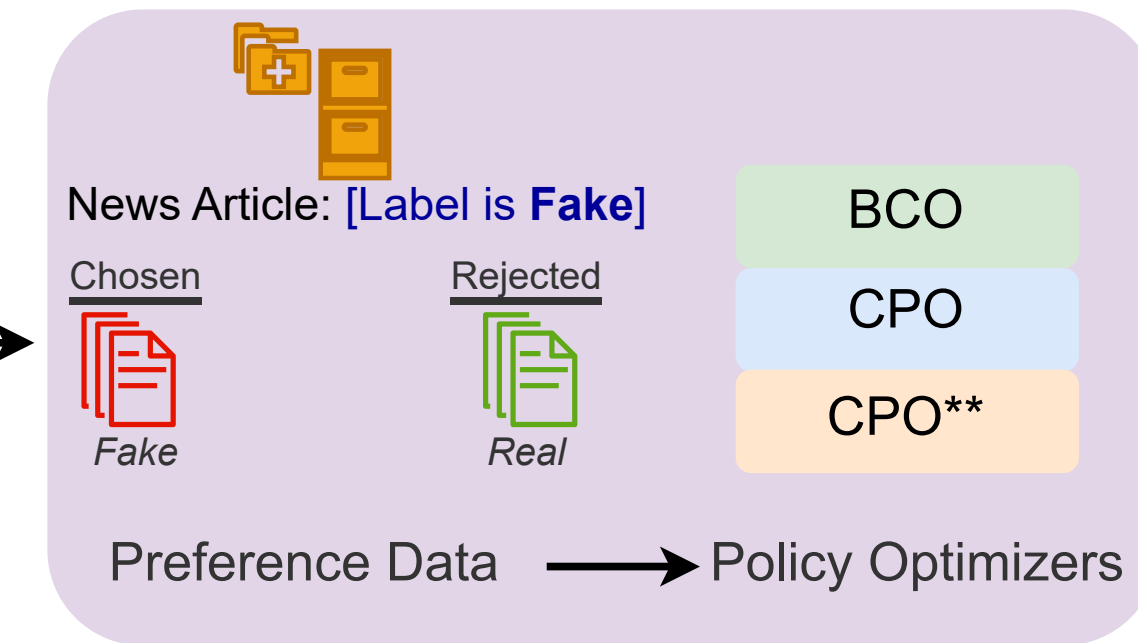 News Article: [Label is Fake]
Chosen
Rejected
Fake
Real
BCO
CPO
CPO**
Preference Data
Policy Optimizers